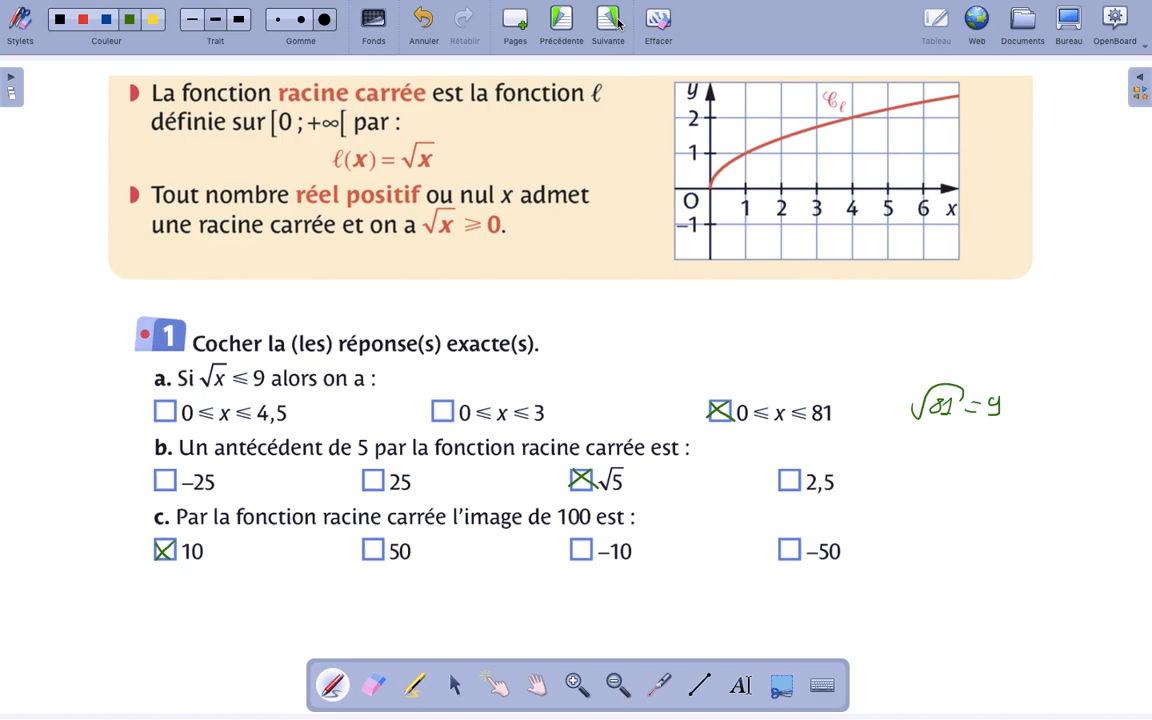 Stylets Couleur Trait Gomme Fonds Annuler Rétablir Pages Précédente Suivante Effacer Tableau Web Documents Bureau OpenBoard
La fonction racine carrée est la fonction ℓ
définie sur [0 ; +∞[ par :
ℓ(x) = √x
Tout nombre réel positif ou nul x admet
une racine carrée et on a √x ⩾ 0.
y
𝒞ℓ
2
1
O 1 2 3 4 5 6 x
–1
1 Cocher la (les) réponse(s) exacte(s).
a. Si √x ⩽ 9 alors on a :
0 ⩽ x ⩽ 4,5 0 ⩽ x ⩽ 3 0 ⩽ x ⩽ 81 √81 = 9
b. Un antécédent de 5 par la fonction racine carrée est :
–25 25 √5 2,5
c. Par la fonction racine carrée l’image de 100 est :
10 50 –10 –50